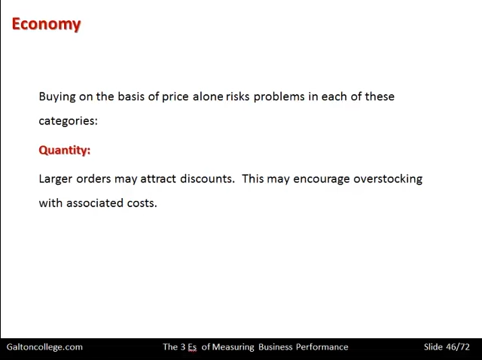 Economy
Buying on the basis of price alone risks problems in each of these
categories:
Quantity:
Larger orders may attract discounts. This may encourage overstocking
with associated costs.
Galtoncollege.com The 3 Es of Measuring Business Performance Slide 46/72